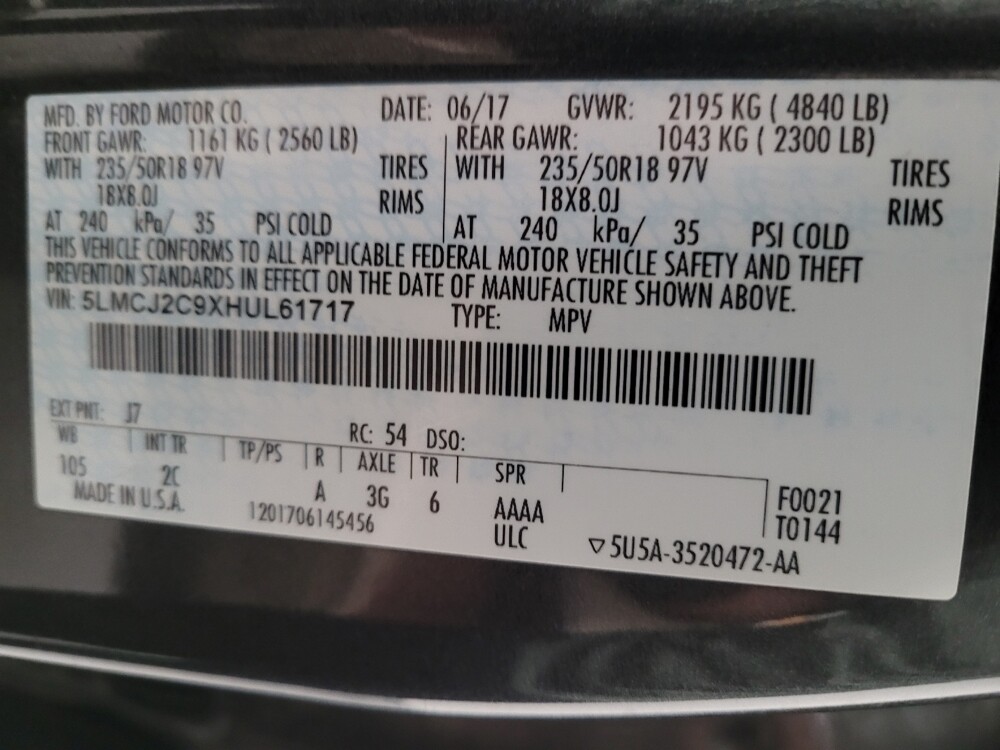 MFD. BY FORD MOTOR CO. DATE: 06/17 GVWR: 2195 KG ( 4840 LB)
FRONT GAWR: 1161 KG ( 2560 LB) REAR GAWR: 1043 KG ( 2300 LB)
WITH 235/50R18 97V TIRES WITH 235/50R18 97V TIRES
18X8.0J RIMS 18X8.0J RIMS
AT 240 kPa/ 35 PSI COLD AT 240 kPa/ 35 PSI COLD
THIS VEHICLE CONFORMS TO ALL APPLICABLE FEDERAL MOTOR VEHICLE SAFETY AND THEFT
PREVENTION STANDARDS IN EFFECT ON THE DATE OF MANUFACTURE SHOWN ABOVE.
VIN: 5LMCJ2C9XHUL61717 TYPE: MPV
EXT PNT: J7 RC: 54 DSO:
WB INT TR TP/PS R AXLE TR SPR
105 2C A 3G 6 AAAA F0021
MADE IN U.S.A. 1201706145456 ULC T0144
▽5U5A-3520472-AA